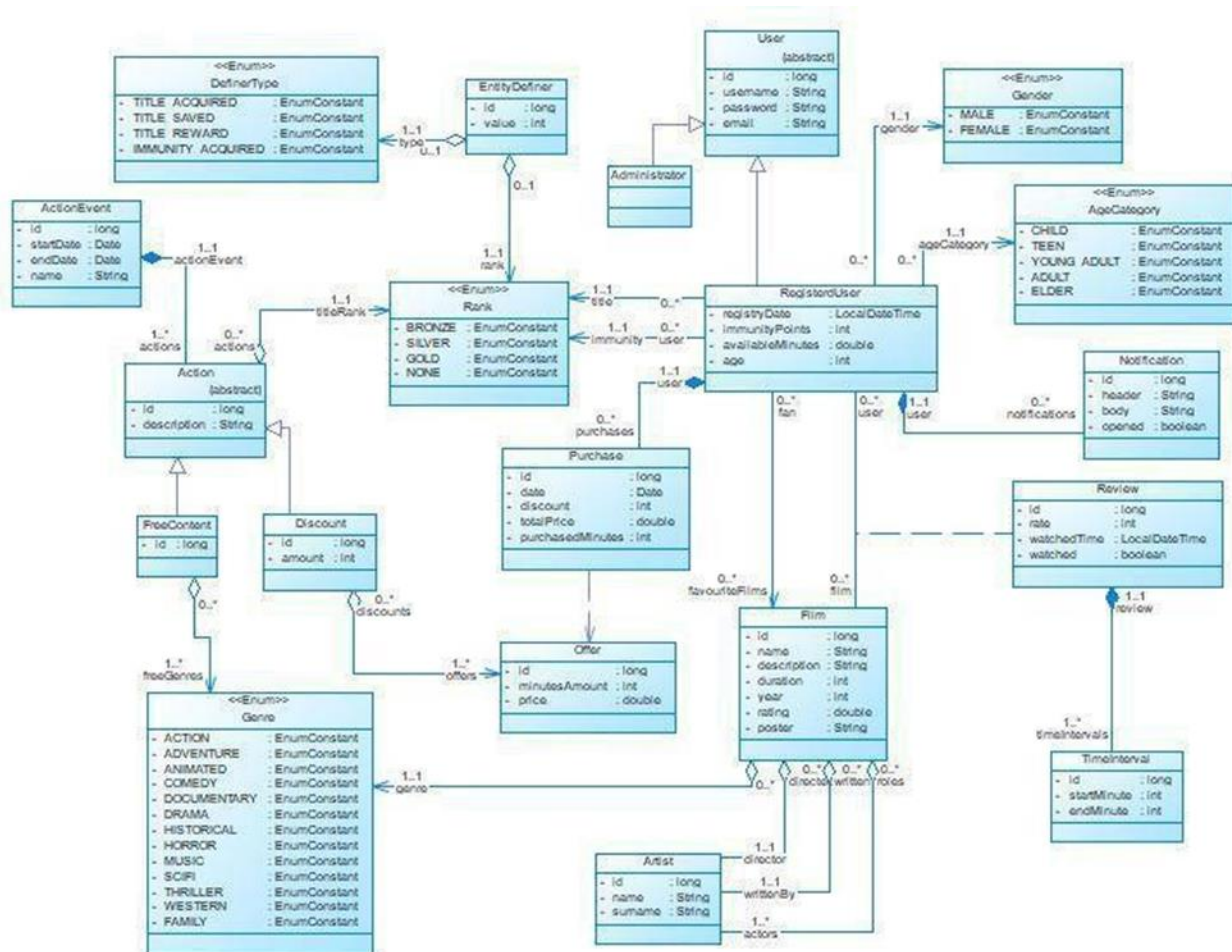 <<Enum>>
DefinerType
- TITLE ACQUIRED : EnumConstant
- TITLE SAVED : EnumConstant
- TITLE REWARD : EnumConstant
- IMMUNITY ACQUIRED : EnumConstant
EntityDefiner
- id : long
- value : int
User
(abstract)
- id : long
- username : String
- password : String
- email : String
<<Enum>>
Gender
- MALE : EnumConstant
- FEMALE : EnumConstant
1..1
type
0..1
0..1
1..1
rank
1..1
gender
0..*
Administrator
<<Enum>>
AgeCategory
- CHILD : EnumConstant
- TEEN : EnumConstant
- YOUNG ADULT : EnumConstant
- ADULT : EnumConstant
- ELDER : EnumConstant
1..1
ageCategory
0..*
ActionEvent
- id : long
- startDate : Date
- endDate : Date
- name : String
1..1
actionEvent
1..*
actions
1..1
titleRank
0..*
actions
<<Enum>>
Rank
- BRONZE : EnumConstant
- SILVER : EnumConstant
- GOLD : EnumConstant
- NONE : EnumConstant
1..1
title
0..*
1..1
immunity
0..*
user
RegisterdUser
- registryDate : LocalDateTime
- immunityPoints : int
- availableMinutes : double
- age : int
1..1
user
0..*
purchases
0..*
fan
0..*
user
1..1
user
0..*
notifications
Notification
- id : long
- header : String
- body : String
- opened : boolean
Action
(abstract)
- id : long
- description : String
Purchase
- id : long
- date : Date
- discount : int
- totalPrice : double
- purchasedMinutes : int
Review
- id : long
- rate : int
- watchedTime : LocalDateTime
- watched : boolean
FreeContent
- id : long
Discount
- id : long
- amount : int
0..*
0..*
discounts
1..*
freeGenres
1..*
offers
0..*
favouriteFilms
0..*
film
1..1
review
1..*
timeIntervals
Offer
- id : long
- minutesAmount : int
- price : double
Film
- id : long
- name : String
- description : String
- duration : int
- year : int
- rating : double
- poster : String
<<Enum>>
Genre
- ACTION : EnumConstant
- ADVENTURE : EnumConstant
- ANIMATED : EnumConstant
- COMEDY : EnumConstant
- DOCUMENTARY : EnumConstant
- DRAMA : EnumConstant
- HISTORICAL : EnumConstant
- HORROR : EnumConstant
- MUSIC : EnumConstant
- SCIFI : EnumConstant
- THRILLER : EnumConstant
- WESTERN : EnumConstant
- FAMILY : EnumConstant
1..1
genre
0..*
0..*
0..*
written
0..*
roles
TimeInterval
- id : long
- startMinute : int
- endMinute : int
Artist
- id : long
- name : String
- surname : String
1..1
director
1..1
writtenBy
1..*
actors